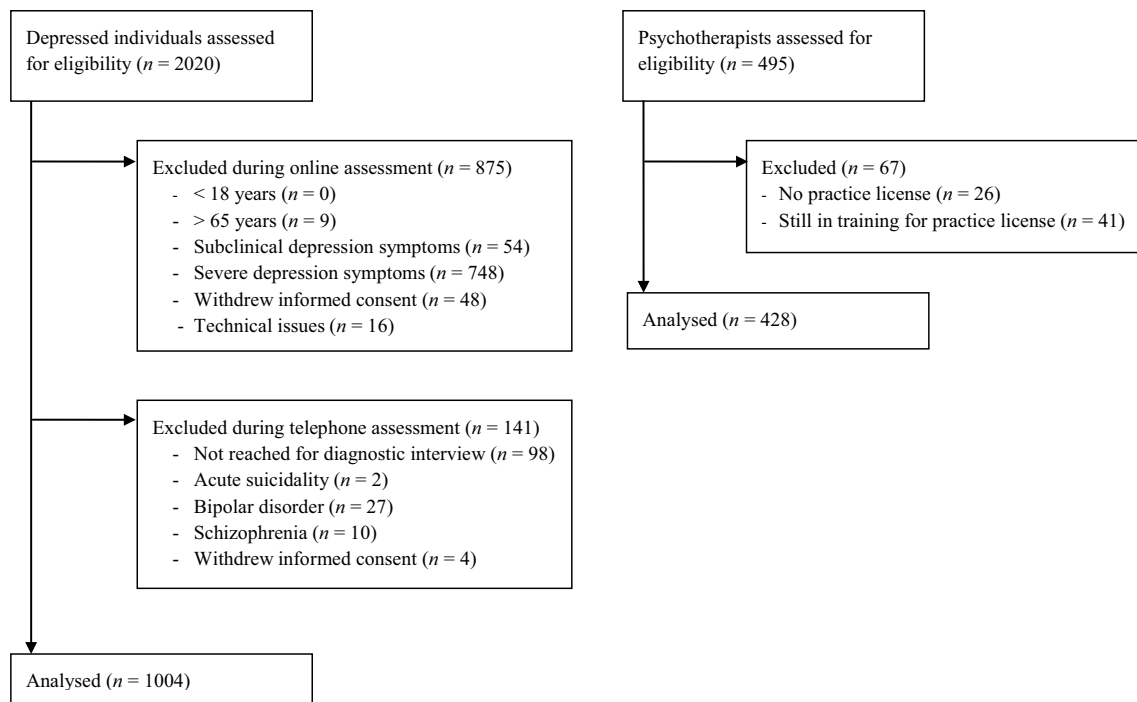 Depressed individuals assessed
for eligibility (n = 2020)
Excluded during online assessment (n = 875)
- < 18 years (n = 0)
- > 65 years (n = 9)
- Subclinical depression symptoms (n = 54)
- Severe depression symptoms (n = 748)
- Withdrew informed consent (n = 48)
- Technical issues (n = 16)
Excluded during telephone assessment (n = 141)
- Not reached for diagnostic interview (n = 98)
- Acute suicidality (n = 2)
- Bipolar disorder (n = 27)
- Schizophrenia (n = 10)
- Withdrew informed consent (n = 4)
Analysed (n = 1004)
Psychotherapists assessed for
eligibility (n = 495)
Excluded (n = 67)
- No practice license (n = 26)
- Still in training for practice license (n = 41)
Analysed (n = 428)